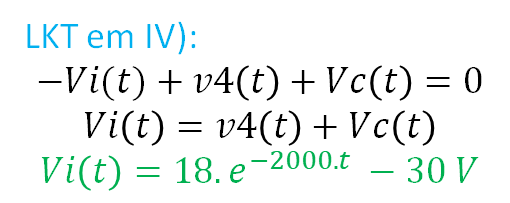 LKT em IV):
−Vi(t) + v4(t) + Vc(t) = 0
Vi(t) = v4(t) + Vc(t)
Vi(t) = 18.e^−2000.t − 30 V